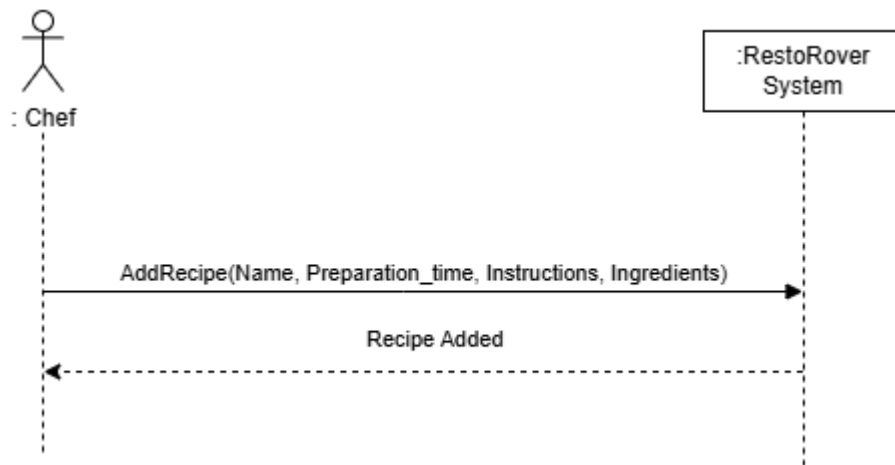 :RestoRover
System
: Chef
AddRecipe(Name, Preparation_time, Instructions, Ingredients)
Recipe Added